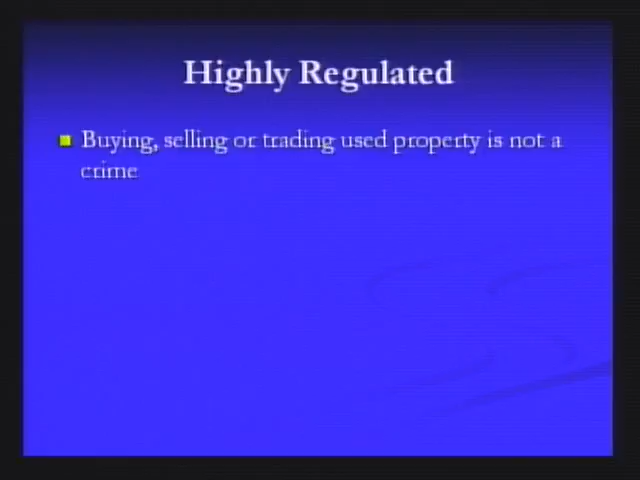 Highly Regulated
Buying, selling or trading used property is not a
crime